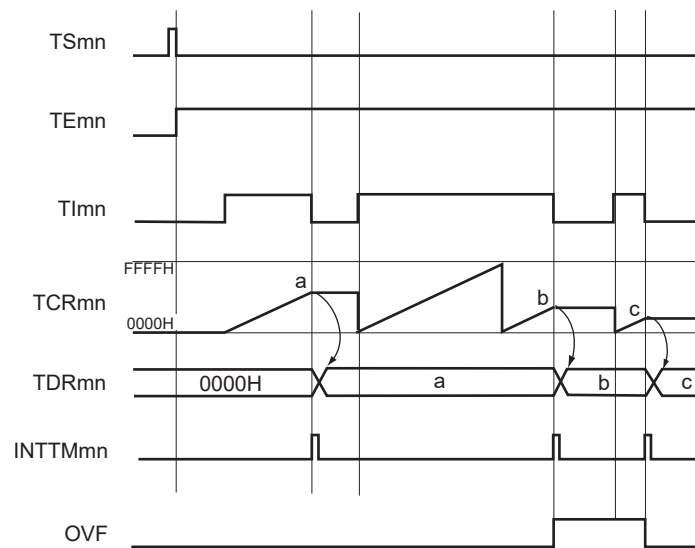 TSmn
TEmn
TImn
FFFFH
a
b
c
TCRmn
0000H
TDRmn
0000H
a
b
c
INTTMmn
OVF